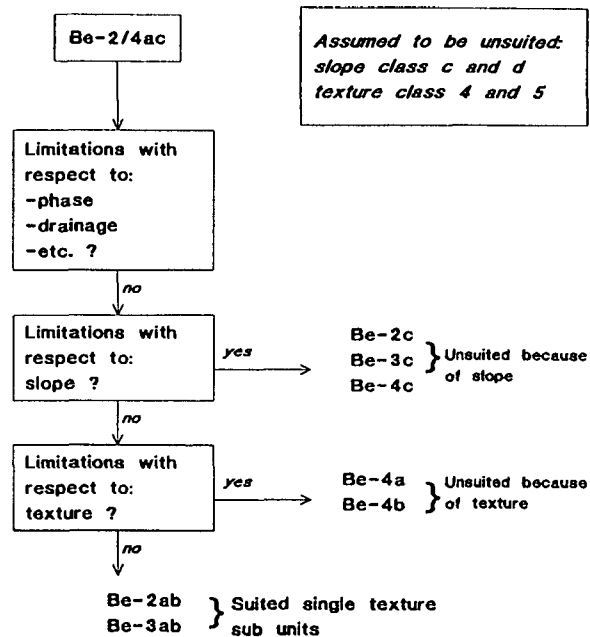 Be-2/4ac
Assumed to be unsuited:
slope class c and d
texture class 4 and 5
Limitations with
respect to:
-phase
-drainage
-etc. ?
no
Limitations with
respect to:
slope ?
yes
Be-2c
Be-3c
Be-4c
} Unsuited because
of slope
no
Limitations with
respect to:
texture ?
yes
Be-4a
Be-4b
} Unsuited because
of texture
no
Be-2ab
Be-3ab
} Suited single texture
sub units